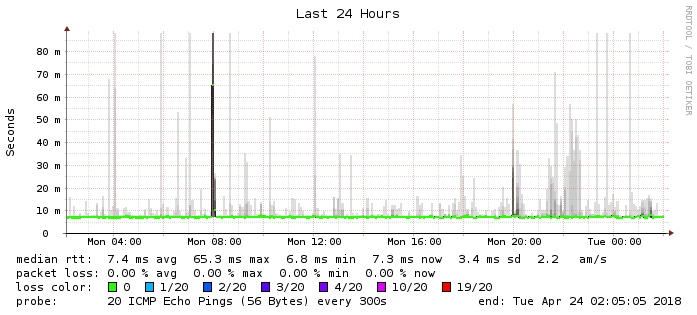 Last 24 Hours
RRDTOOL / TOBI OETIKER
Seconds
80 m
70 m
60 m
50 m
40 m
30 m
20 m
10 m
0
Mon 04:00 Mon 08:00 Mon 12:00 Mon 16:00 Mon 20:00 Tue 00:00
median rtt: 7.4 ms avg 65.3 ms max 6.8 ms min 7.3 ms now 3.4 ms sd 2.2 am/s
packet loss: 0.00 % avg 0.00 % max 0.00 % min 0.00 % now
loss color: 0 1/20 2/20 3/20 4/20 10/20 19/20
probe: 20 ICMP Echo Pings (56 Bytes) every 300s end: Tue Apr 24 02:05:05 2018